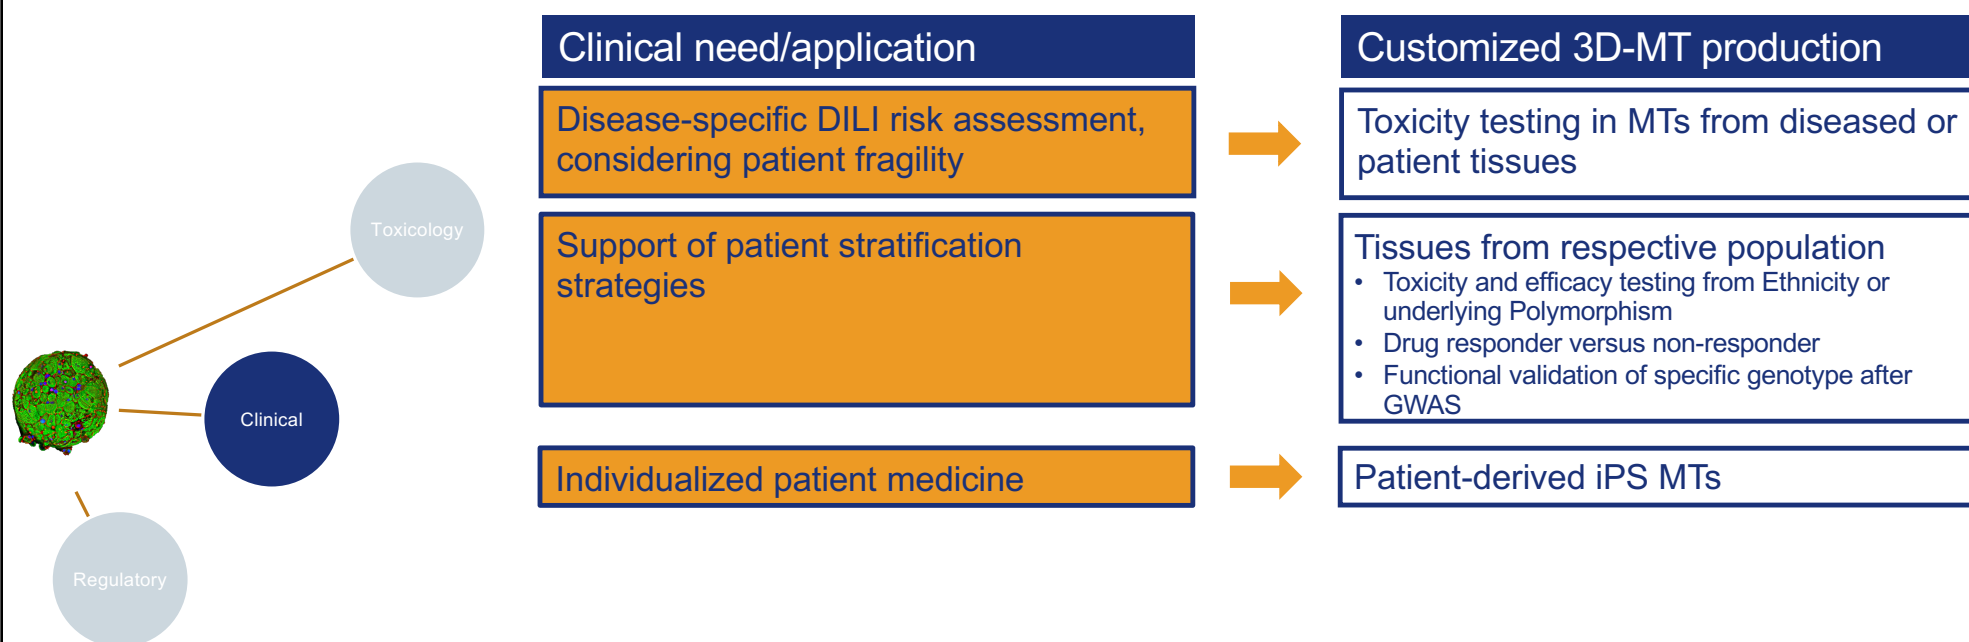 Clinical need/application
Customized 3D-MT production
Disease-specific DILI risk assessment,
considering patient fragility
Toxicity testing in MTs from diseased or
patient tissues
Toxicology
Support of patient stratification
strategies
Tissues from respective population
• Toxicity and efficacy testing from Ethnicity or
underlying Polymorphism
• Drug responder versus non-responder
• Functional validation of specific genotype after
GWAS
Clinical
Individualized patient medicine
Patient-derived iPS MTs
Regulatory